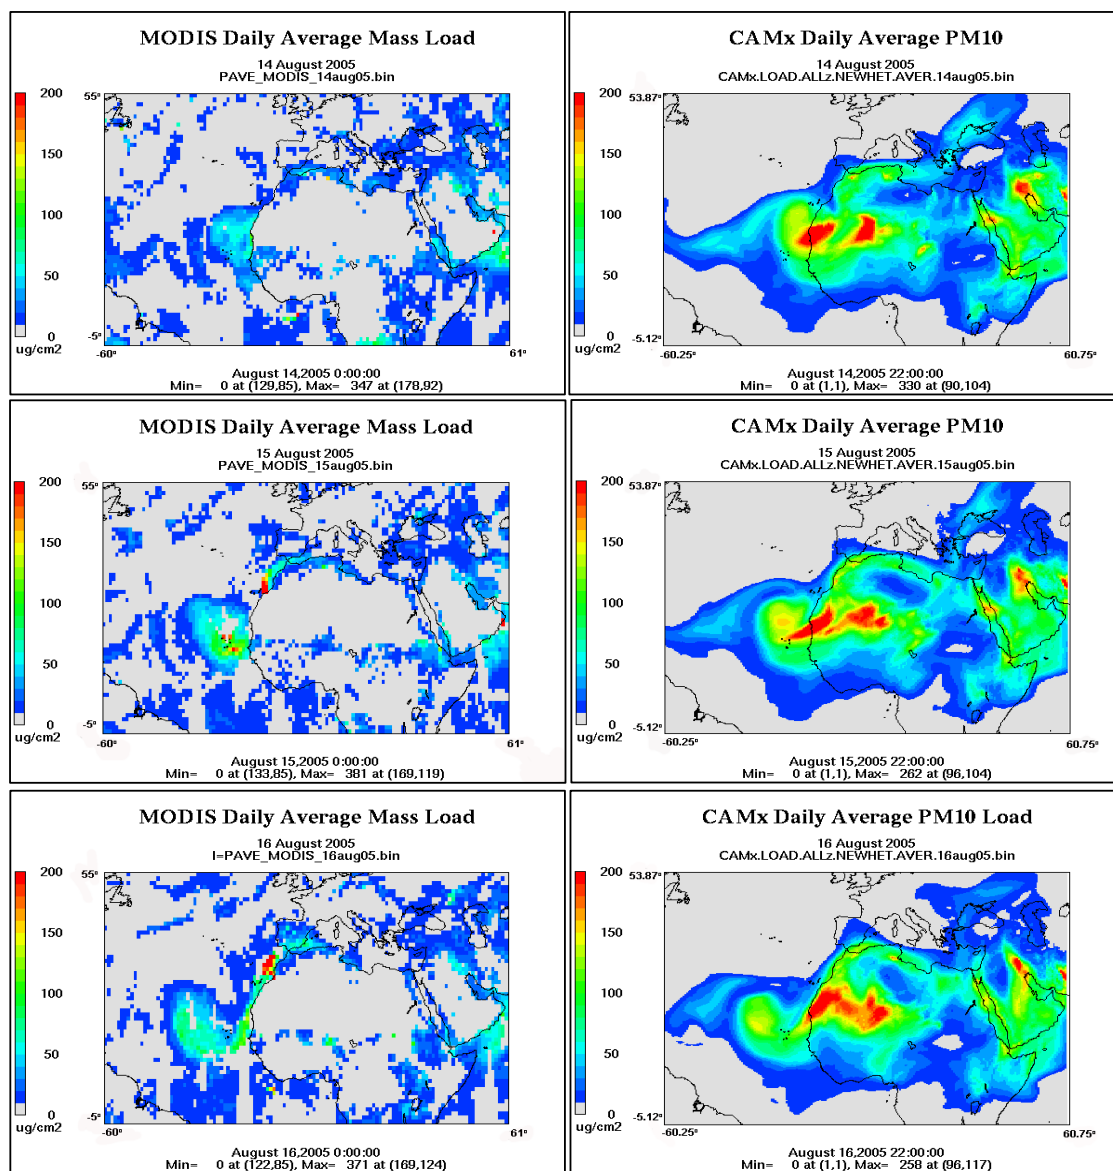 MODIS Daily Average Mass Load
14 August 2005
PAVE_MODIS_14aug05.bin
200
150
100
50
0
ug/cm2
55°
-5°
-60°
61°
August 14,2005 0:00:00
Min= 0 at (129,85), Max= 347 at (178,92)
CAMx Daily Average PM10
14 August 2005
CAMx.LOAD.ALLz.NEWHET.AVER.14aug05.bin
200
150
100
50
0
ug/cm2
53.87°
-5.12°
-60.25°
60.75°
August 14,2005 22:00:00
Min= 0 at (1,1), Max= 330 at (90,104)
MODIS Daily Average Mass Load
15 August 2005
PAVE_MODIS_15aug05.bin
200
150
100
50
0
ug/cm2
55°
-5°
-60°
61°
August 15,2005 0:00:00
Min= 0 at (133,85), Max= 381 at (169,119)
CAMx Daily Average PM10
15 August 2005
CAMx.LOAD.ALLz.NEWHET.AVER.15aug05.bin
200
150
100
50
0
ug/cm2
53.87°
-5.12°
-60.25°
60.75°
August 15,2005 22:00:00
Min= 0 at (1,1), Max= 262 at (96,104)
MODIS Daily Average Mass Load
16 August 2005
I=PAVE_MODIS_16aug05.bin
200
150
100
50
0
ug/cm2
55°
-5°
-60°
61°
August 16,2005 0:00:00
Min= 0 at (122,85), Max= 371 at (169,124)
CAMx Daily Average PM10 Load
16 August 2005
CAMx.LOAD.ALLz.NEWHET.AVER.16aug05.bin
200
150
100
50
0
ug/cm2
53.87°
-5.12°
-60.25°
60.75°
August 16,2005 22:00:00
Min= 0 at (1,1), Max= 258 at (96,117)